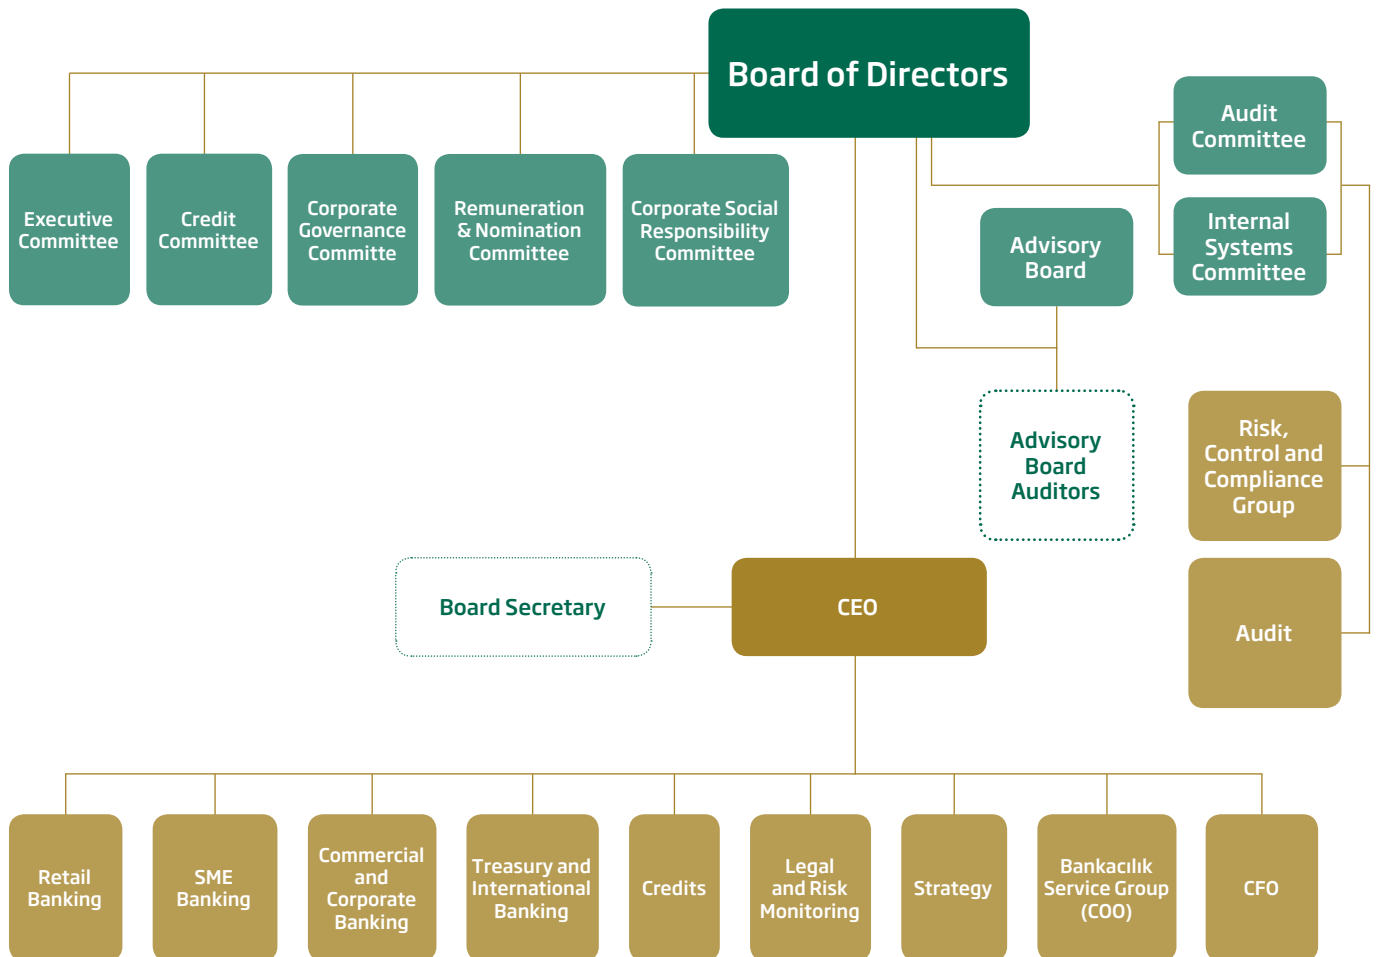 Board of Directors
Audit
Committee
Executive
Committee
Credit
Committee
Corporate
Governance
Committe
Remuneration
& Nomination
Committee
Corporate Social
Responsibility
Committee
Advisory
Board
Internal
Systems
Committee
Advisory
Board
Auditors
Risk,
Control and
Compliance
Group
Board Secretary
CEO
Audit
Retail
Banking
SME
Banking
Commercial
and
Corporate
Banking
Treasury and
International
Banking
Credits
Legal
and Risk
Monitoring
Strategy
Bankacılık
Service Group
(COO)
CFO